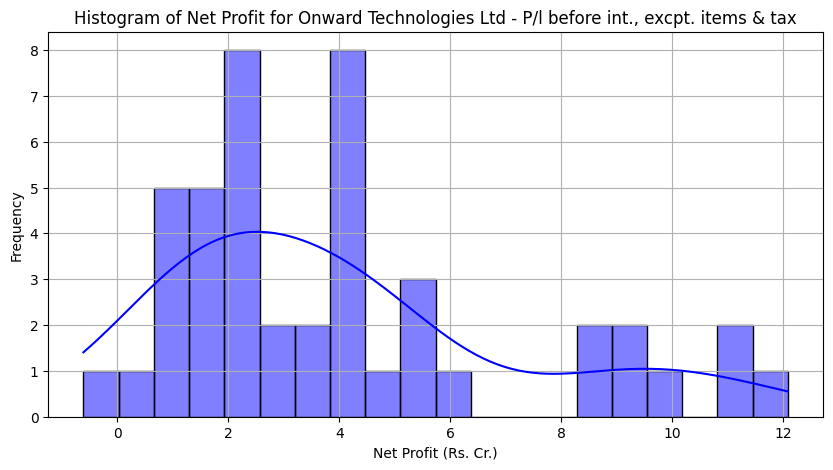 Histogram of Net Profit for Onward Technologies Ltd - P/l before int., excpt. items & tax
8
7
6
5
4
3
2
1
0
Frequency
0 2 4 6 8 10 12
Net Profit (Rs. Cr.)